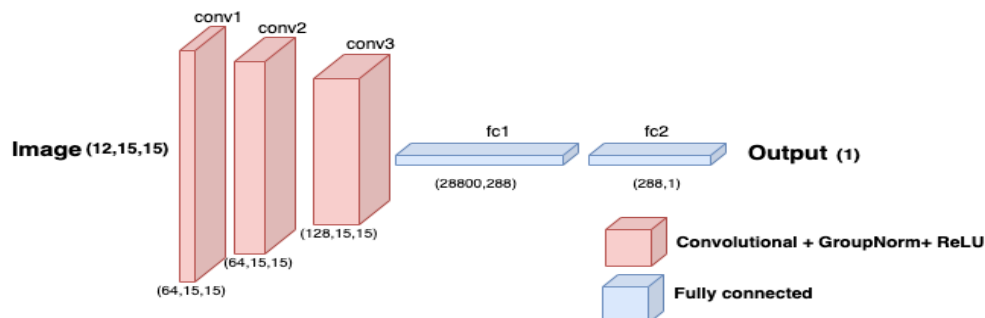 conv1
conv2
conv3
Image (12,15,15)
fc1
fc2
Output (1)
(28800,288)
(288,1)
(128,15,15)
(64,15,15)
(64,15,15)
Convolutional + GroupNorm+ ReLU
Fully connected